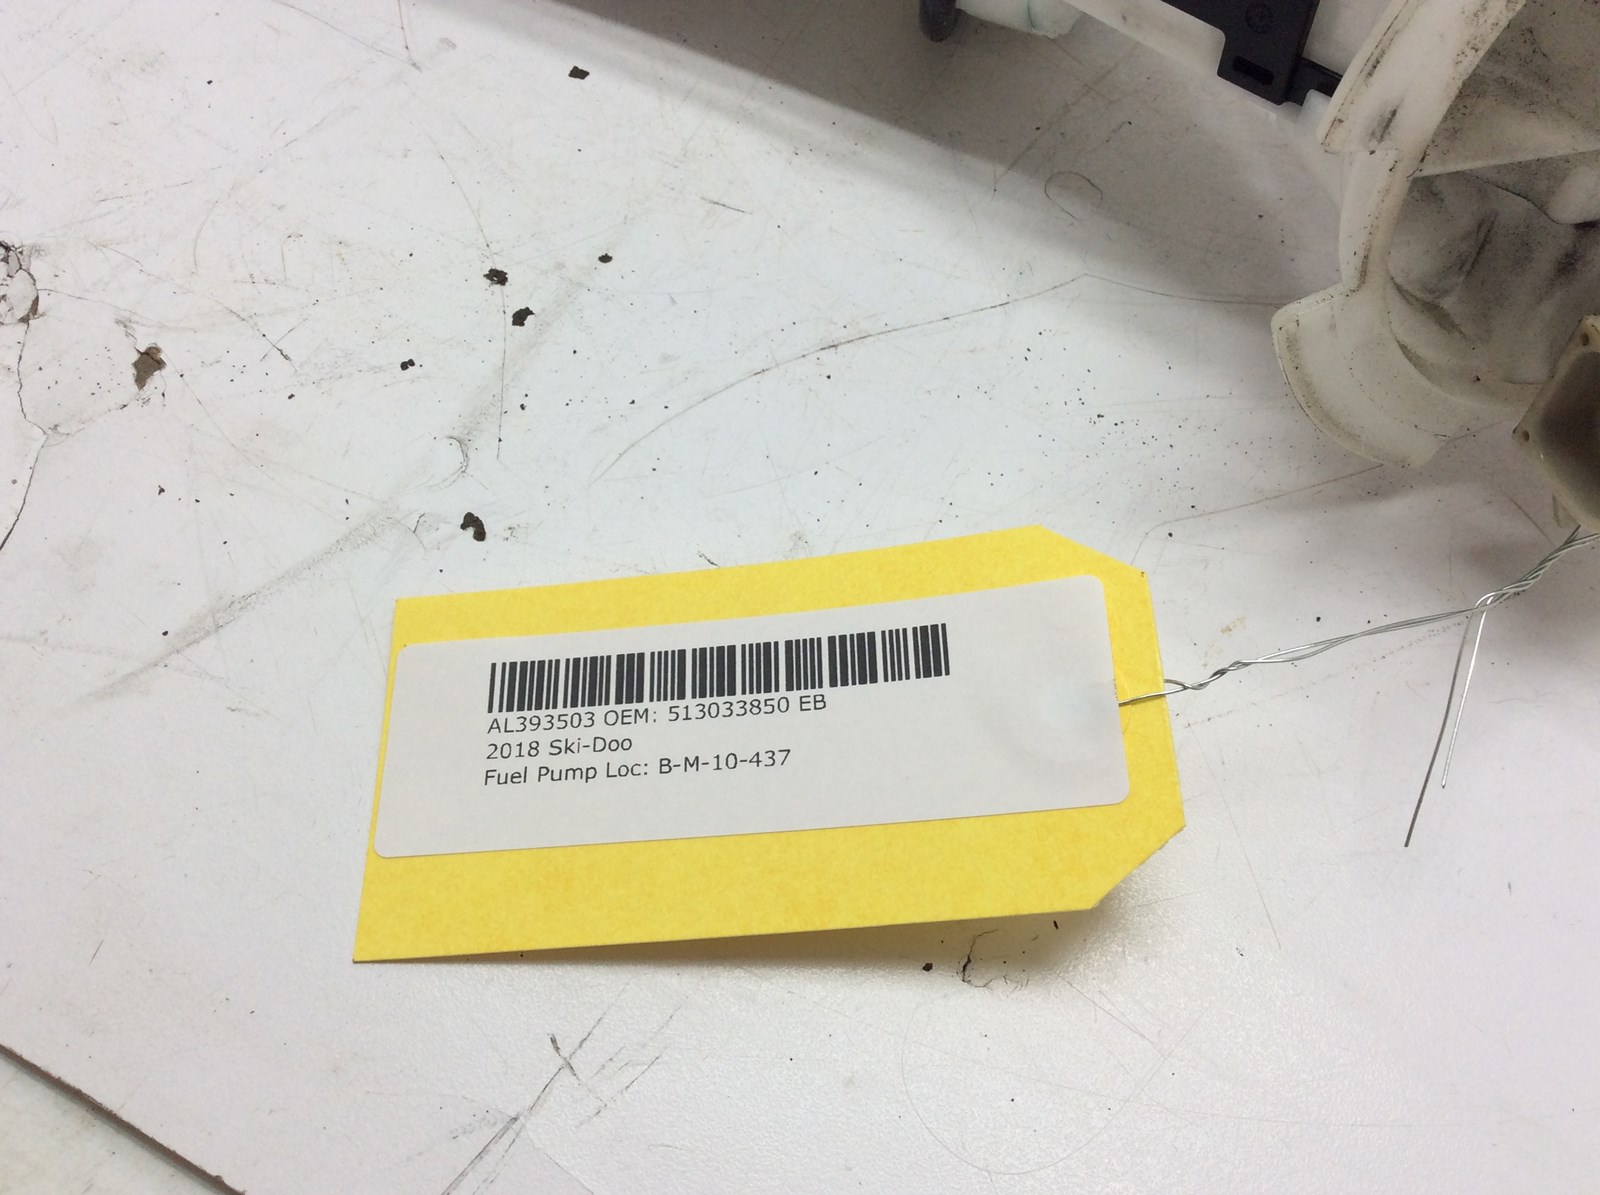 AL393503 OEM: 513033850 EB
2018 Ski-Doo
Fuel Pump Loc: B-M-10-437